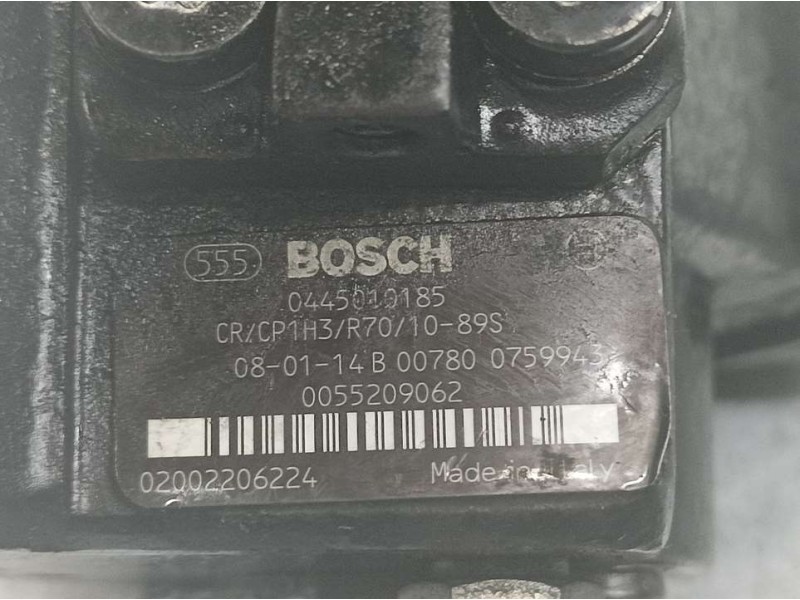 555 BOSCH
0445010185
CR/CP1H3/R70/10-89S
08-01-14 B 00780 0759943
0055209062
02002206224 Made in Italy